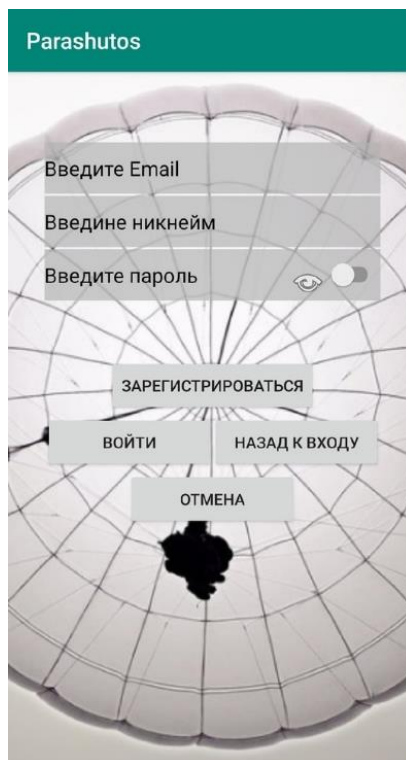 Parashutos
Введите Email
Введине никнейм
Введите пароль
ЗАРЕГИСТРИРОВАТЬСЯ
ВОЙТИ
НАЗАД К ВХОДУ
ОТМЕНА